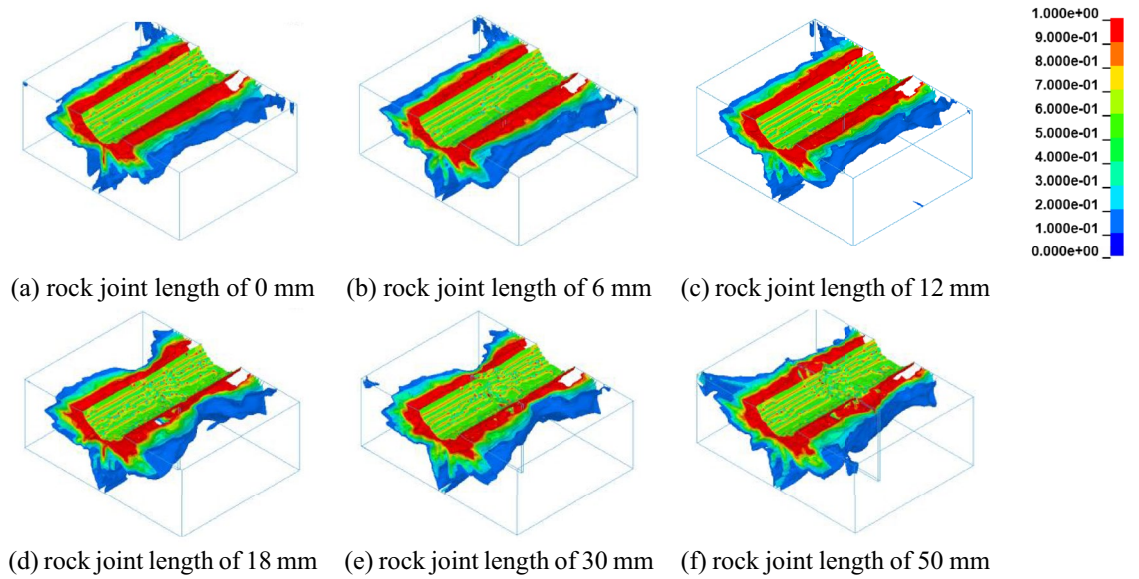 1.000e+00
9.000e-01
8.000e-01
7.000e-01
6.000e-01
5.000e-01
4.000e-01
3.000e-01
2.000e-01
1.000e-01
0.000e+00
(a) rock joint length of 0 mm
(b) rock joint length of 6 mm
(c) rock joint length of 12 mm
(d) rock joint length of 18 mm
(e) rock joint length of 30 mm
(f) rock joint length of 50 mm